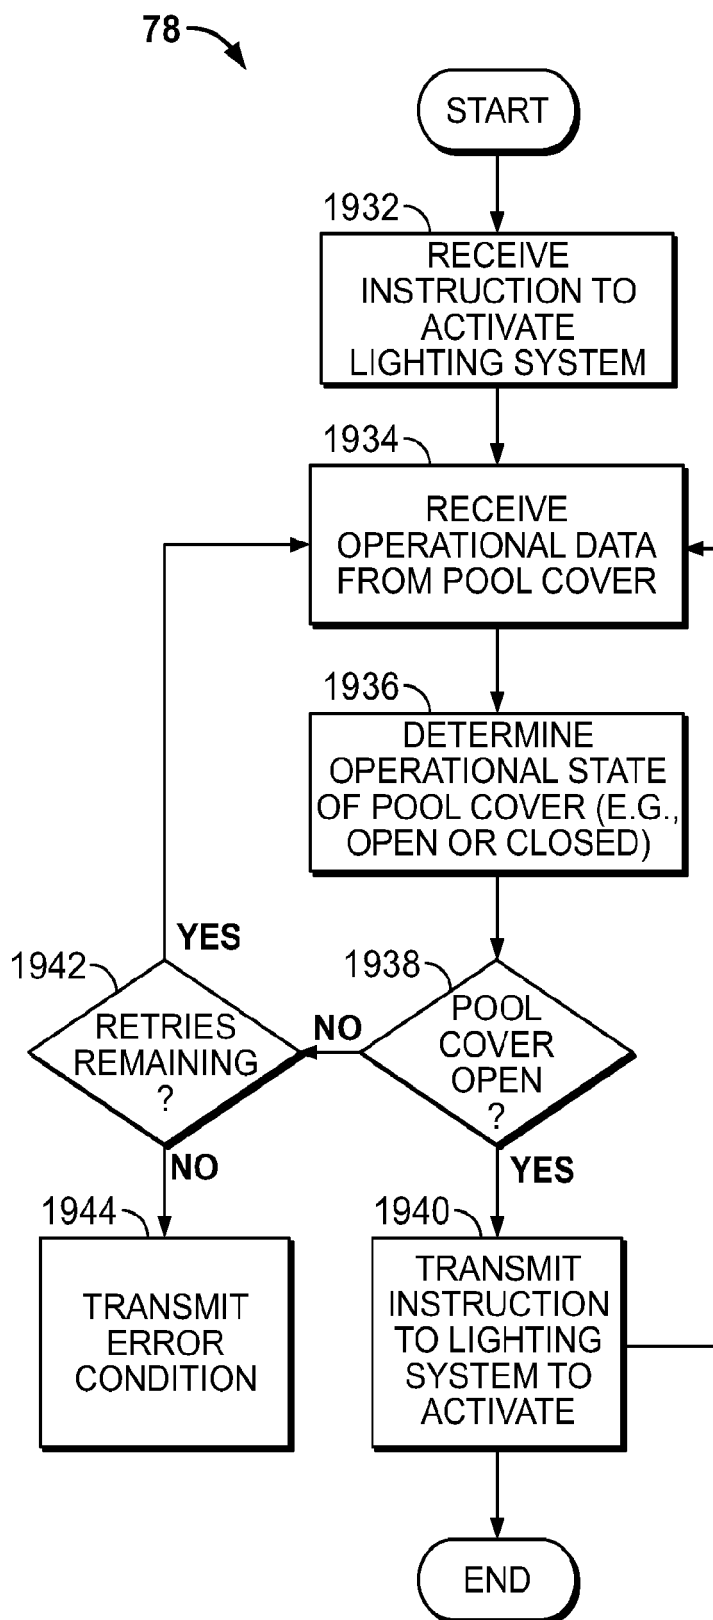 78
START
1932
RECEIVE
INSTRUCTION TO
ACTIVATE
LIGHTING SYSTEM
1934
RECEIVE
OPERATIONAL DATA
FROM POOL COVER
1936
DETERMINE
OPERATIONAL STATE
OF POOL COVER (E.G.,
OPEN OR CLOSED)
YES
1942
RETRIES
REMAINING
?
NO
1938
POOL
COVER
OPEN
?
NO
YES
1944
TRANSMIT
ERROR
CONDITION
1940
TRANSMIT
INSTRUCTION
TO LIGHTING
SYSTEM TO
ACTIVATE
END